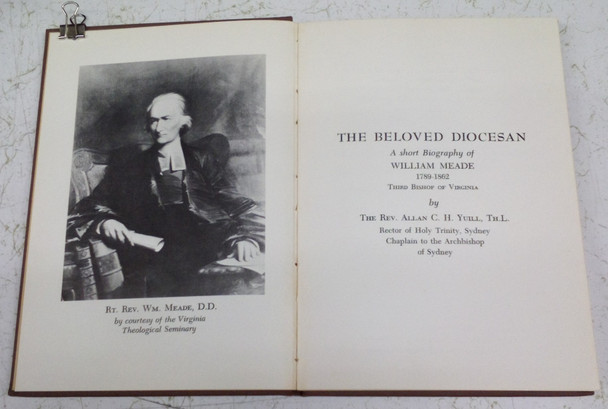 RT. REV. WM. MEADE, D.D.
by courtesy of the Virginia
Theological Seminary
THE BELOVED DIOCESAN
A short Biography of
WILLIAM MEADE
1789-1862
THIRD BISHOP OF VIRGINIA
by
THE REV. ALLAN C. H. YUILL, TH.L.
Rector of Holy Trinity, Sydney
Chaplain to the Archbishop
of Sydney